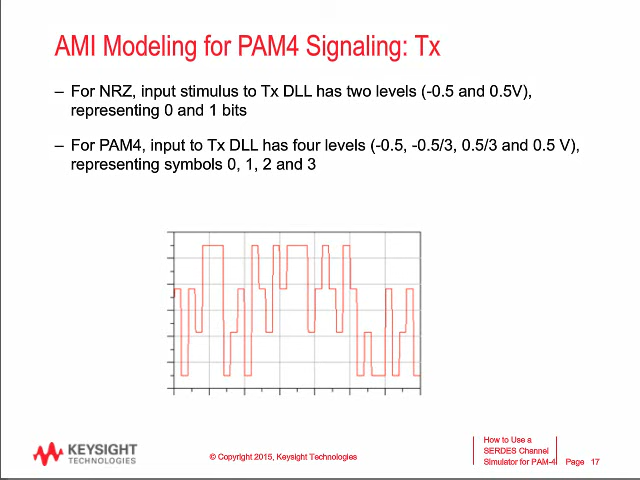 AMI Modeling for PAM4 Signaling: Tx
– For NRZ, input stimulus to Tx DLL has two levels (-0.5 and 0.5V),
representing 0 and 1 bits
– For PAM4, input to Tx DLL has four levels (-0.5, -0.5/3, 0.5/3 and 0.5 V),
representing symbols 0, 1, 2 and 3
KEYSIGHT
TECHNOLOGIES
© Copyright 2015, Keysight Technologies
How to Use a
SERDES Channel
Simulator for PAM-4
Page 17